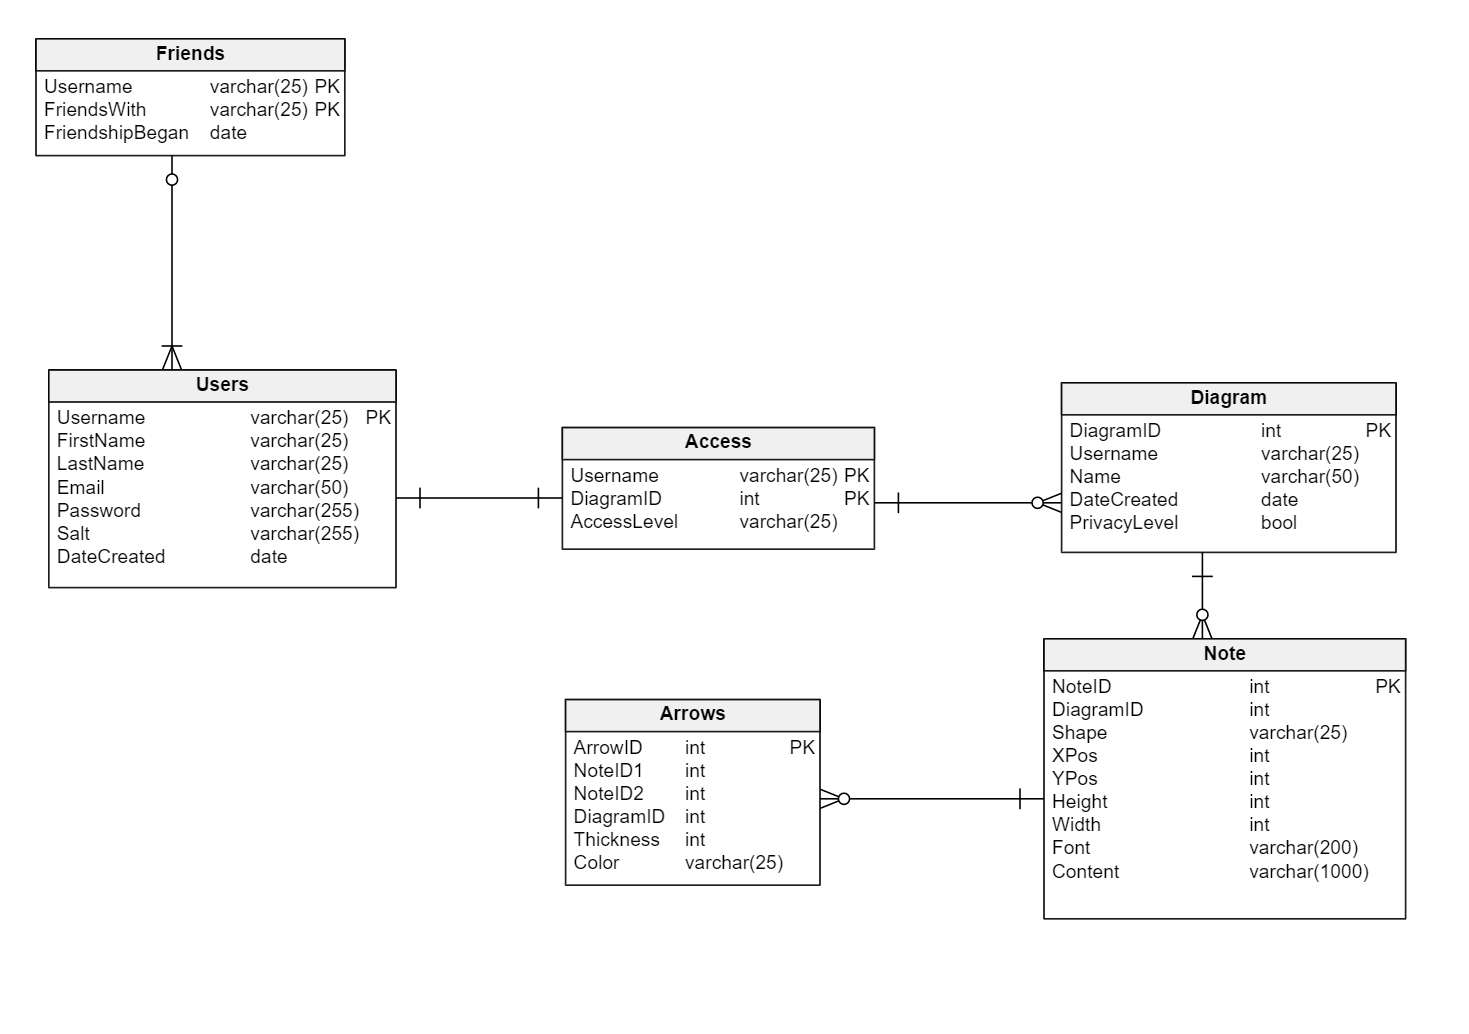 Friends
Username varchar(25) PK
FriendsWith varchar(25) PK
FriendshipBegan date
Users
Username varchar(25) PK
FirstName varchar(25)
LastName varchar(25)
Email varchar(50)
Password varchar(255)
Salt varchar(255)
DateCreated date
Access
Username varchar(25) PK
DiagramID int PK
AccessLevel varchar(25)
Diagram
DiagramID int PK
Username varchar(25)
Name varchar(50)
DateCreated date
PrivacyLevel bool
Arrows
ArrowID int PK
NoteID1 int
NoteID2 int
DiagramID int
Thickness int
Color varchar(25)
Note
NoteID int PK
DiagramID int
Shape varchar(25)
XPos int
YPos int
Height int
Width int
Font varchar(200)
Content varchar(1000)